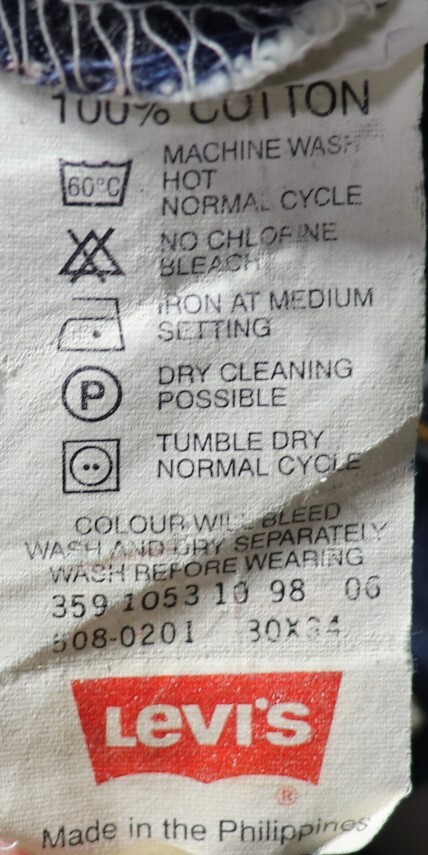 100% COTTON
60°C
MACHINE WASH
HOT
NORMAL CYCLE
NO CHLORINE
BLEACH
IRON AT MEDIUM
SETTING
P
DRY CLEANING
POSSIBLE
TUMBLE DRY
NORMAL CYCLE
COLOUR WILL BLEED
WASH AND DRY SEPARATELY
WASH BEFORE WEARING
359 1053 10 98 06
508-0201 30X34
LEVI'S
®
Made in the Philippines